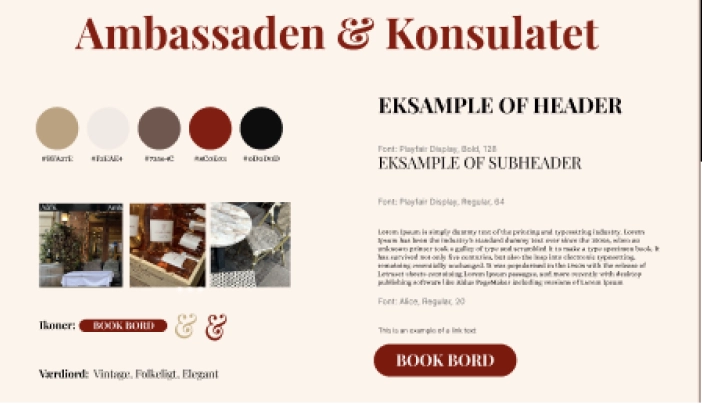 Ambassaden & Konsulatet
EKSAMPLE OF HEADER
Font: Playfair Display, Bold, 128
EKSAMPLE OF SUBHEADER
Font: Playfair Display, Regular, 64
Lorem Ipsum is simply dummy text of the printing and typesetting industry. Lorem
Ipsum has been the industry's standard dummy text ever since the 1500s, when an
unknown printer took a galley of type and scrambled it to make a type specimen book. It
has survived not only five centuries, but also the leap into electronic typesetting,
remaining essentially unchanged. It was popularised in the 1960s with the release of
Letraset sheets containing Lorem Ipsum passages, and more recently with desktop
publishing software like Aldus PageMaker including versions of Lorem Ipsum
Font: Alice, Regular, 20
This is an example of a link text
BOOK BORD
Ikoner: BOOK BORD & &
Værdiord: Vintage, Folkeligt, Elegant